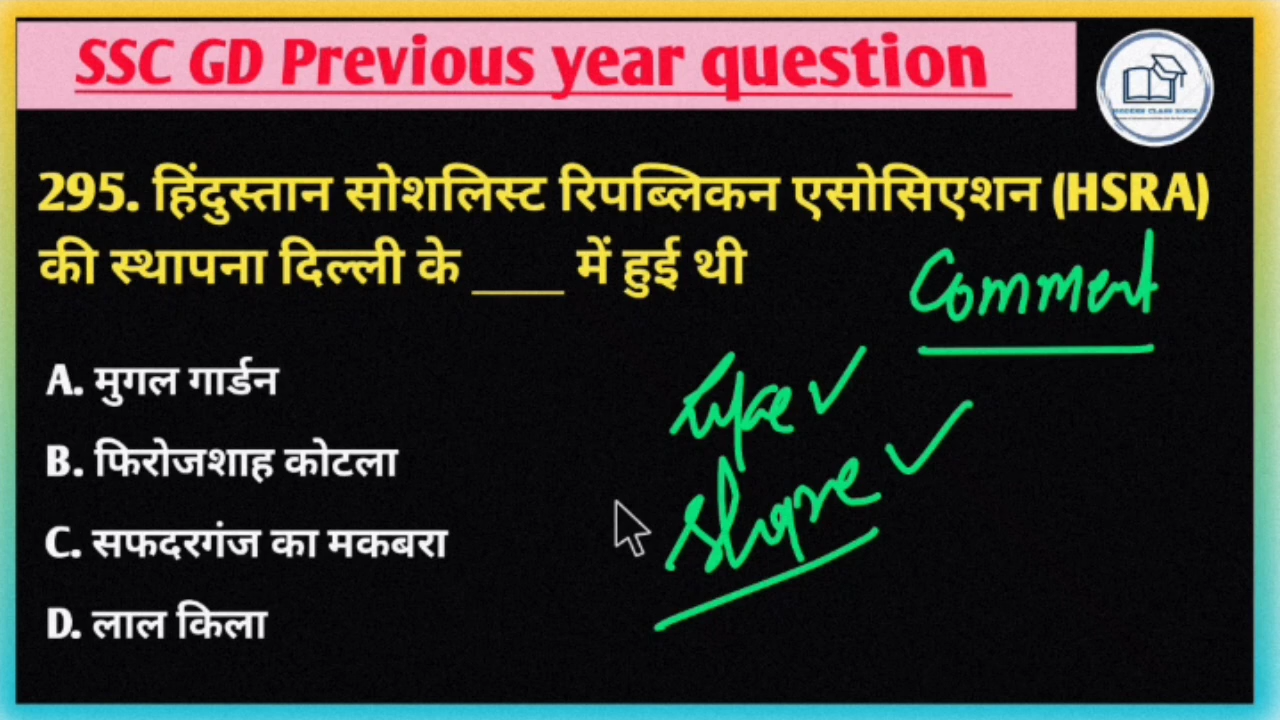 SSC GD Previous year question
295. हिंदुस्तान सोशलिस्ट रिपब्लिकन एसोसिएशन (HSRA)
की स्थापना दिल्ली के ____ में हुई थी
Comment
A. मुगल गार्डन
Like ✓
B. फिरोजशाह कोटला
Share ✓
C. सफदरगंज का मकबरा
D. लाल किला